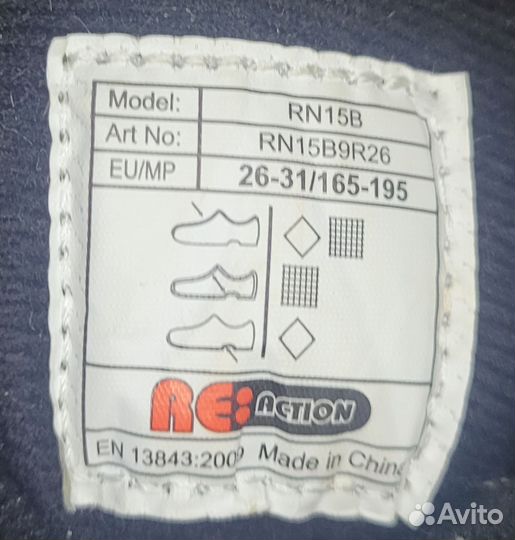 Model: RN15B
Art No: RN15B9R26
EU/MP 26-31/165-195
RE:ACTION
EN 13843:2009 Made in China
Avito